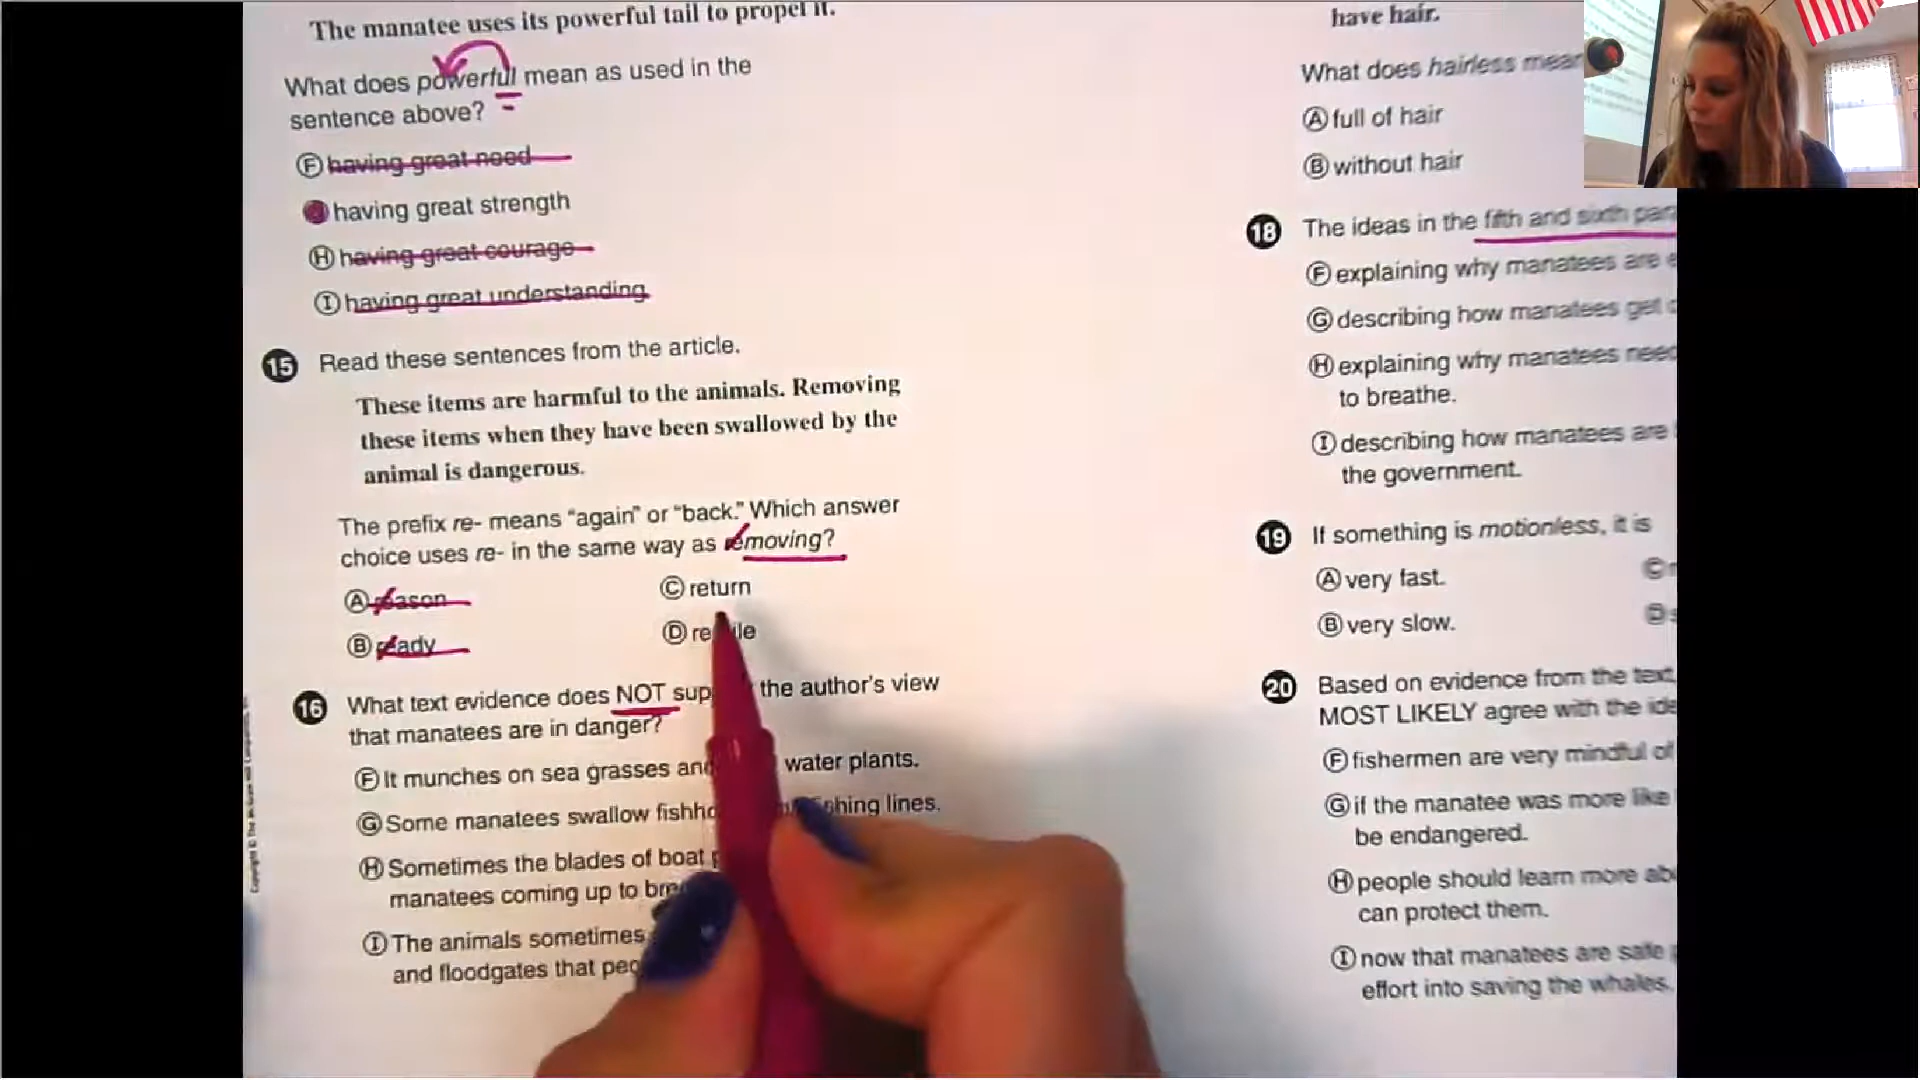 The manatee uses its powerful tail to propel it.
What does powerful mean as used in the
sentence above?
Ⓕ having great need
having great strength
Ⓗ having great courage
Ⓘ having great understanding
15 Read these sentences from the article.
These items are harmful to the animals. Removing
these items when they have been swallowed by the
animal is dangerous.
The prefix re- means “again” or “back.” Which answer
choice uses re- in the same way as removing?
Ⓐ reason
Ⓑ ready
Ⓒ return
Ⓓ
16 What text evidence does NOT the author's view
that manatees are in danger?
Ⓕ It munches on sea grasses and water plants.
Ⓖ Some manatees swallow lines.
Ⓗ Sometimes the blades of boat
manatees coming up to
Ⓘ The animals sometimes
and floodgates that
have hair.
What does hairless mean
Ⓐ full of hair
Ⓑ without hair
18 The ideas in the fifth and sixth
Ⓕ explaining why manatees are
Ⓖ describing how manatees get
Ⓗ explaining why manatees need
to breathe.
Ⓘ describing how manatees are
the government.
19 If something is motionless, it is
Ⓐ very fast.
Ⓑ very slow.
Ⓒ
Ⓓ
20 Based on evidence from the text,
MOST LIKELY agree with the
Ⓕ fishermen are very mindful of
Ⓖ if the manatee was more like
be endangered.
Ⓗ people should learn more
can protect them.
Ⓘ now that manatees are safe
effort into saving the whales.